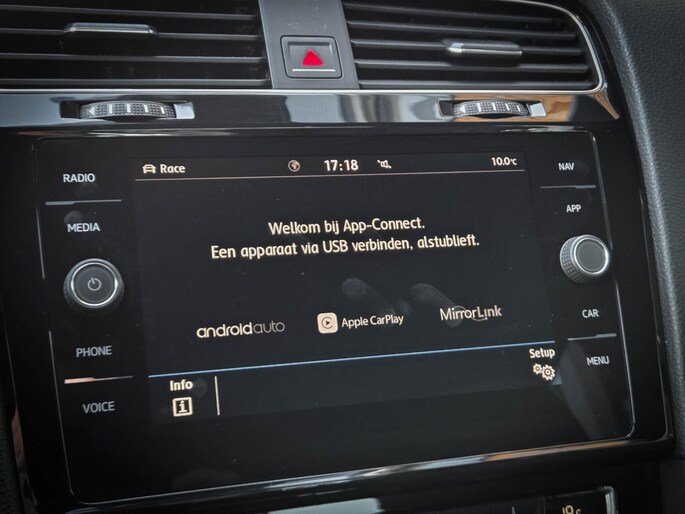 RADIO
MEDIA
PHONE
VOICE
Race
17:18
10.0°C
Welkom bij App-Connect.
Een apparaat via USB verbinden, alstublieft.
androidauto
Apple CarPlay
MirrorLink
Info
i
Setup
NAV
APP
CAR
MENU